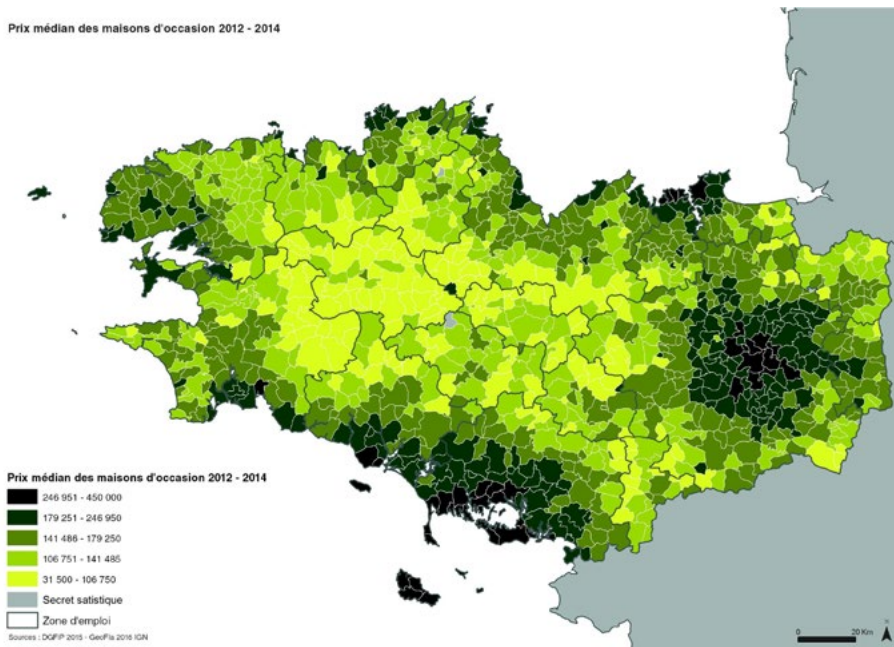 Prix médian des maisons d'occasion 2012 - 2014
Prix médian des maisons d'occasion 2012 - 2014
246 951 - 450 000
179 251 - 246 950
141 486 - 179 250
106 751 - 141 485
31 500 - 106 750
Secret satistique
Zone d'emploi
Sources : DGFiP 2015 - GeoFla 2016 IGN
0 20 Km
N